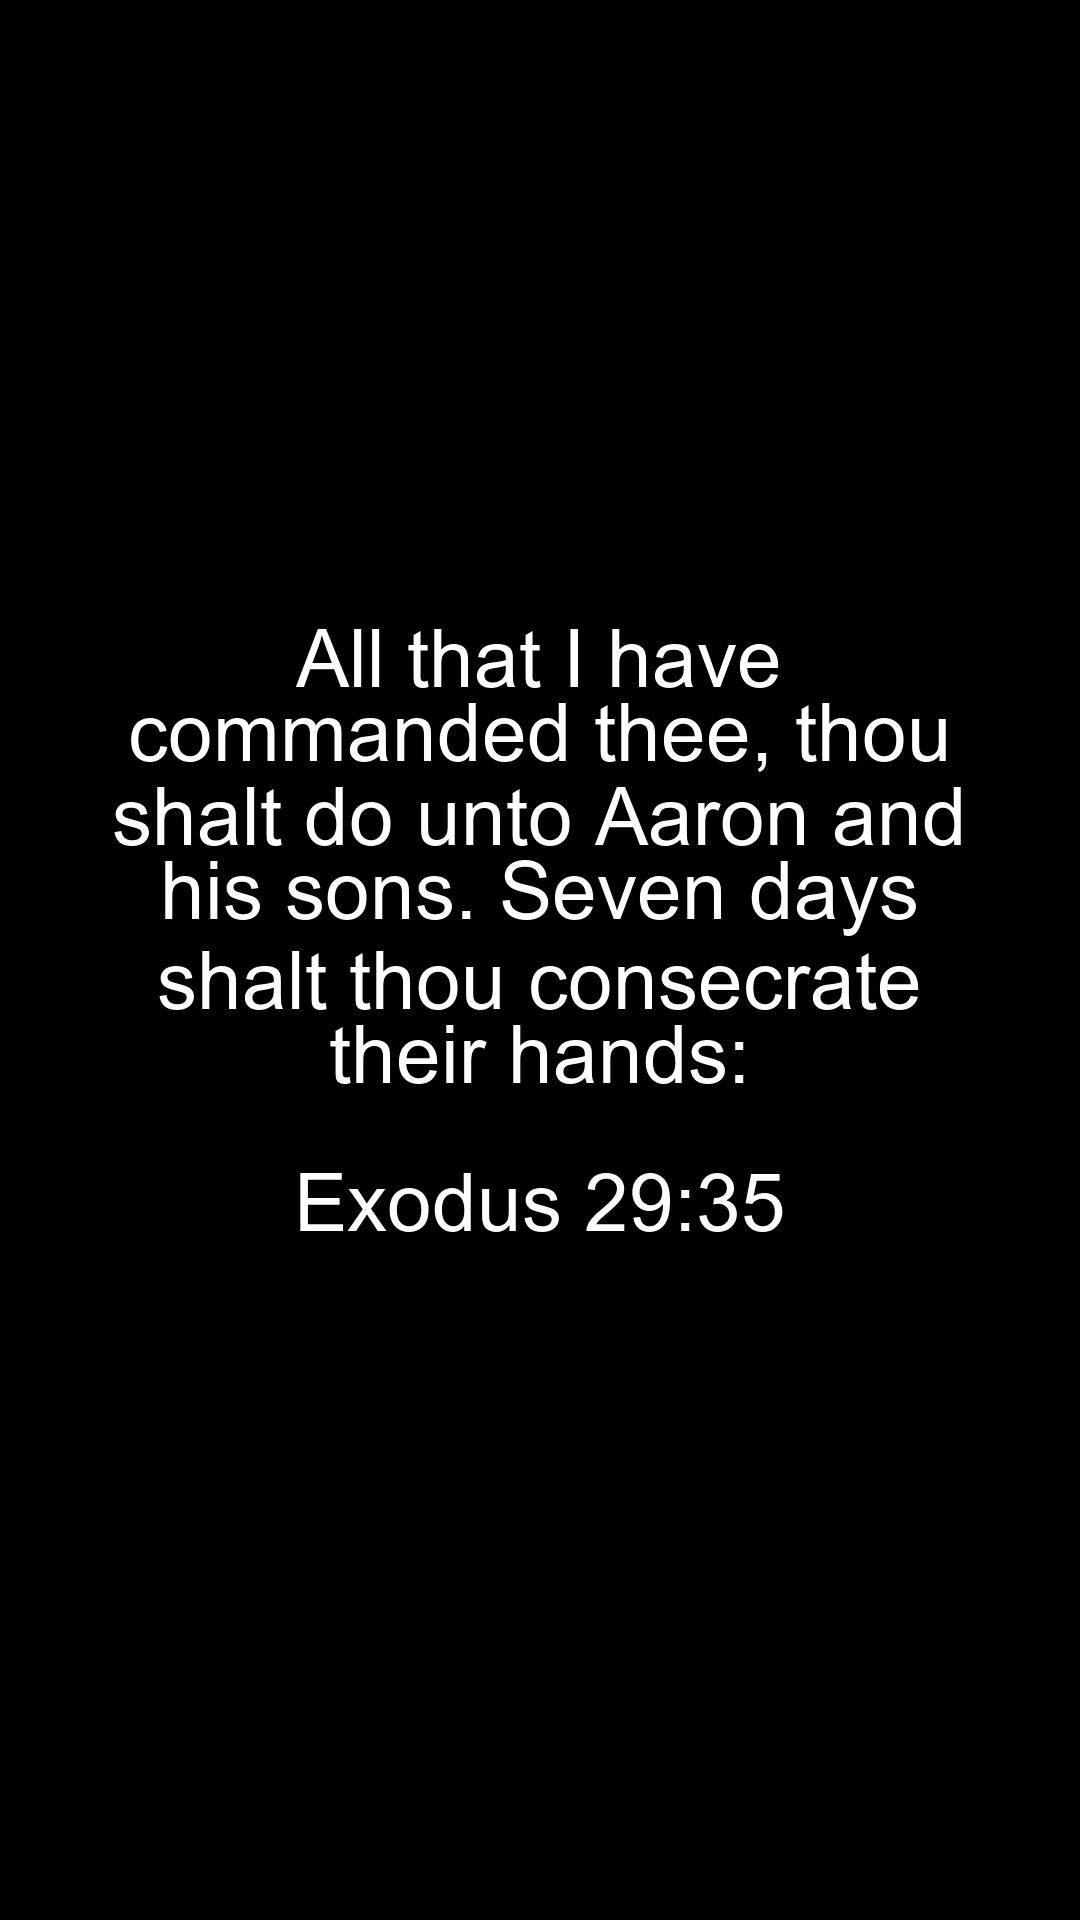 All that I have
commanded thee, thou
shalt do unto Aaron and
his sons. Seven days
shalt thou consecrate
their hands:
Exodus 29:35